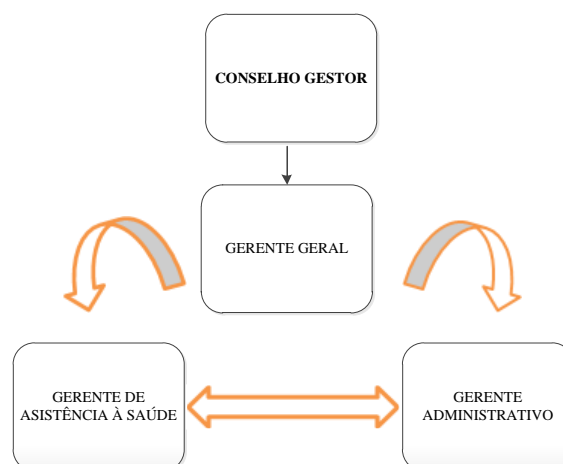 CONSELHO GESTOR
GERENTE GERAL
GERENTE DE
ASISTÊNCIA À SAÚDE
GERENTE
ADMINISTRATIVO